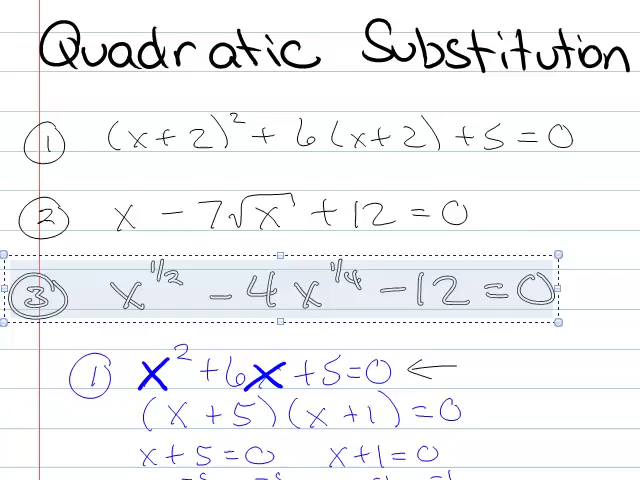 Quadratic Substitution
① (x+2)² + 6(x+2) + 5 = 0
② x - 7√x + 12 = 0
③ x^1/2 - 4x^1/4 - 12 = 0
① x² + 6x + 5 = 0 ←
(x + 5)(x + 1) = 0
x + 5 = 0 x + 1 = 0